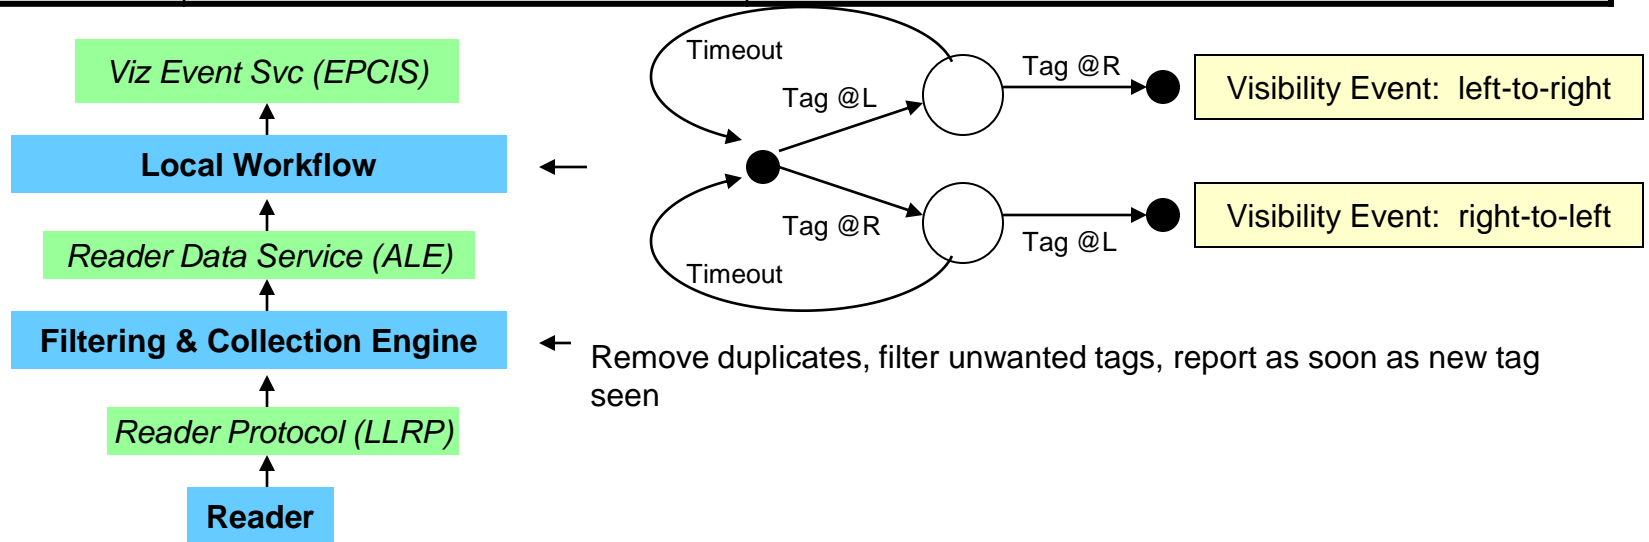 Viz Event Svc (EPCIS)
Local Workflow
Reader Data Service (ALE)
Filtering & Collection Engine
Reader Protocol (LLRP)
Reader
Timeout
Tag @L
Tag @R
Visibility Event:  left-to-right
Tag @R
Tag @L
Visibility Event:  right-to-left
Timeout
Remove duplicates, filter unwanted tags, report as soon as new tag
seen